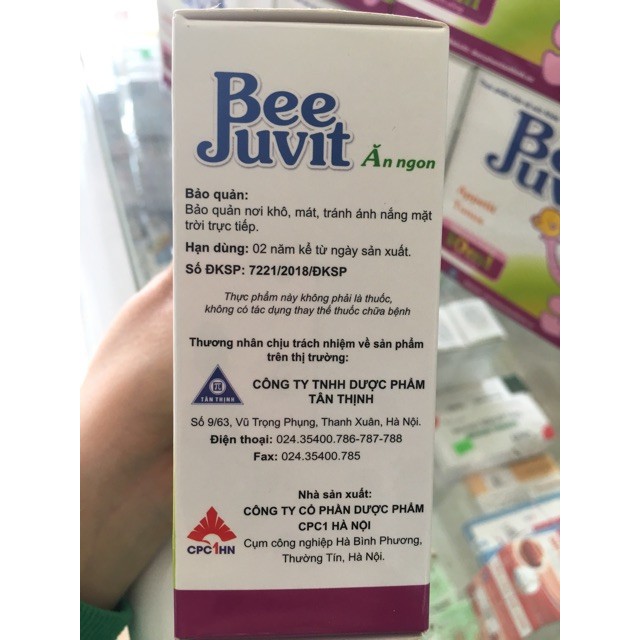 Bee
Juvit Ăn ngon
Bảo quản:
Bảo quản nơi khô, mát, tránh ánh nắng mặt
trời trực tiếp.
Hạn dùng: 02 năm kể từ ngày sản xuất.
Số ĐKSP: 7221/2018/ĐKSP
Thực phẩm này không phải là thuốc,
không có tác dụng thay thế thuốc chữa bệnh
Thương nhân chịu trách nhiệm về sản phẩm
trên thị trường:
TÂN THỊNH
CÔNG TY TNHH DƯỢC PHẨM
TÂN THỊNH
Số 9/63, Vũ Trọng Phụng, Thanh Xuân, Hà Nội.
Điện thoại: 024.35400.786-787-788
Fax: 024.35400.785
Nhà sản xuất:
CÔNG TY CỔ PHẦN DƯỢC PHẨM
CPC1 HÀ NỘI
CPC1HN
Cụm công nghiệp Hà Bình Phương,
Thường Tín, Hà Nội.
Bee
Juvit